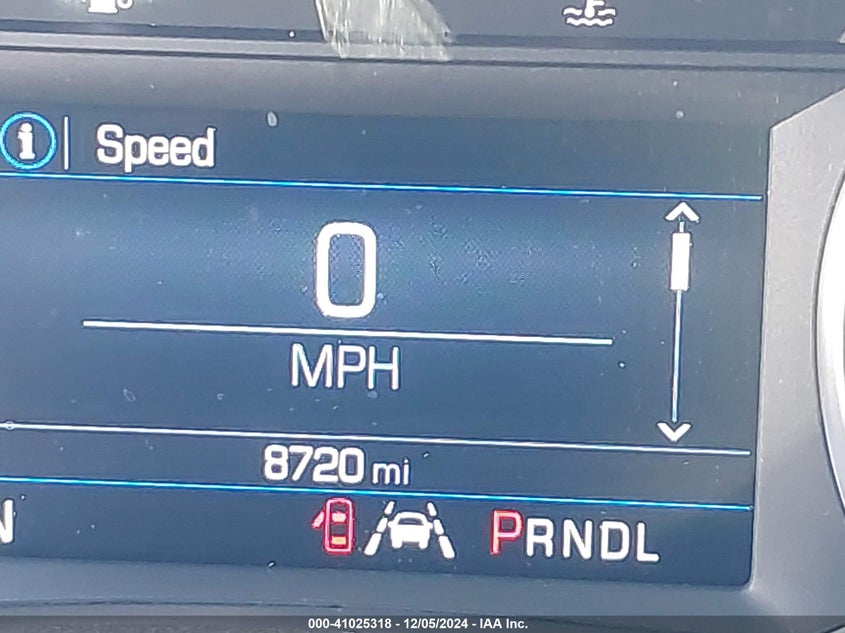 Speed
0
MPH
8720 mi
N
PRNDL
000-41025318 - 12/05/2024 - IAA Inc.